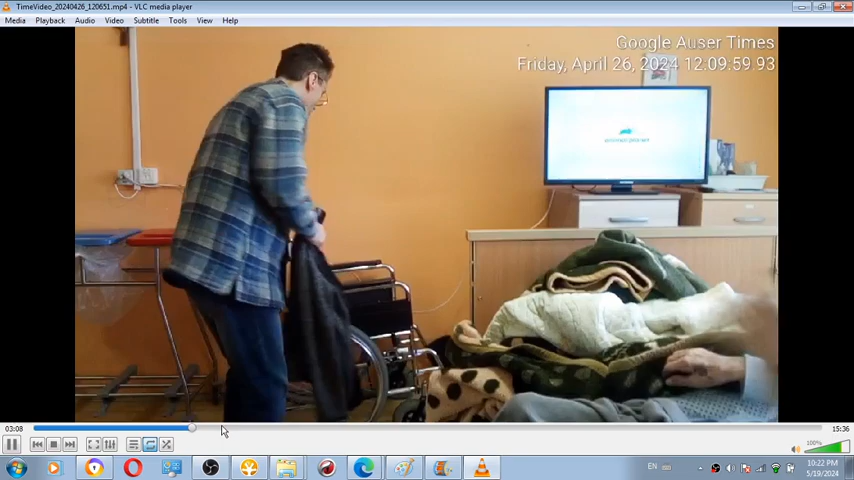 TimeVideo_20240426_120651.mp4 - VLC media player
Media Playback Audio Video Subtitle Tools View Help
Google Auser Times
Friday, April 26, 2024 12:09:59.93
03:08
15:36
100%
EN
10:22 PM
5/19/2024